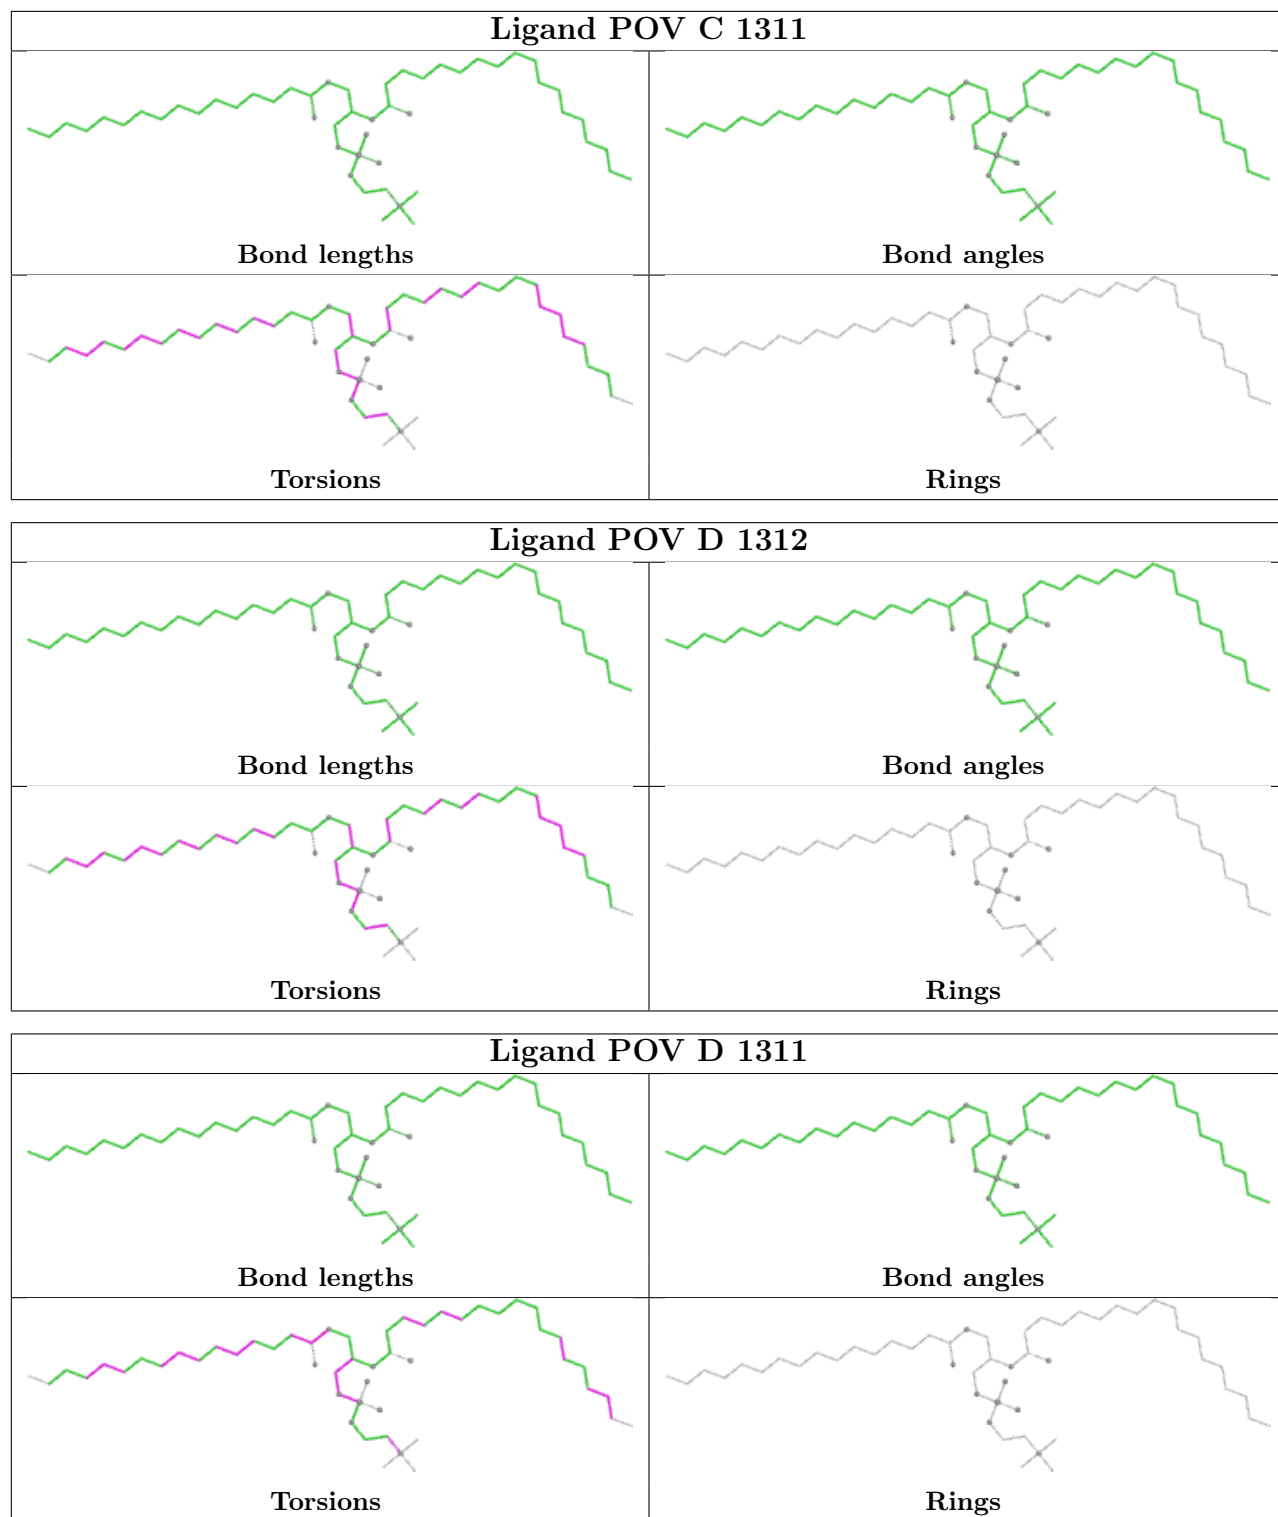 Ligand POV C 1311
Bond lengths
Bond angles
Torsions
Rings
Ligand POV D 1312
Bond lengths
Bond angles
Torsions
Rings
Ligand POV D 1311
Bond lengths
Bond angles
Torsions
Rings